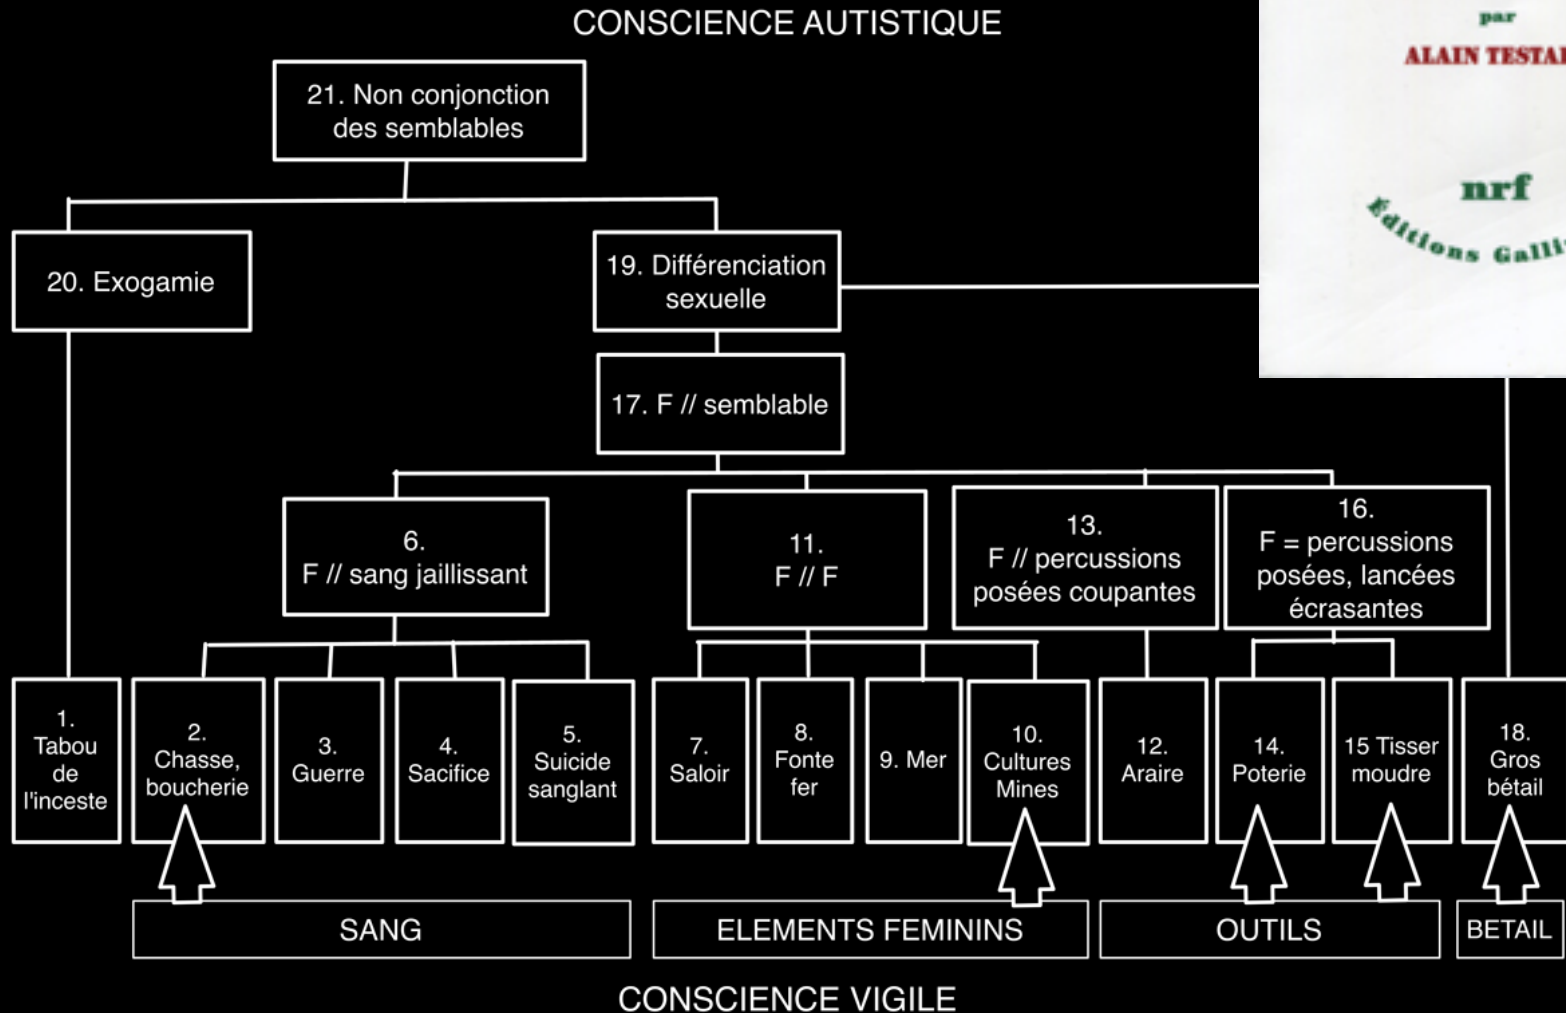 CONSCIENCE AUTISTIQUE
par
ALAIN
nrf
Éditions
21. Non conjonction
des semblables
20. Exogamie
19. Différenciation
sexuelle
17. F // semblable
6.
F // sang jaillissant
11.
F // F
13.
F // percussions
posées coupantes
16.
F = percussions
posées, lancées
écrasantes
1.
Tabou
de
l'inceste
2.
Chasse,
boucherie
3.
Guerre
4.
Sacifice
5.
Suicide
sanglant
7.
Saloir
8.
Fonte
fer
9. Mer
10.
Cultures
Mines
12.
Araire
14.
Poterie
15 Tisser
moudre
18.
Gros
bétail
SANG
ELEMENTS FEMININS
OUTILS
BETAIL
CONSCIENCE VIGILE